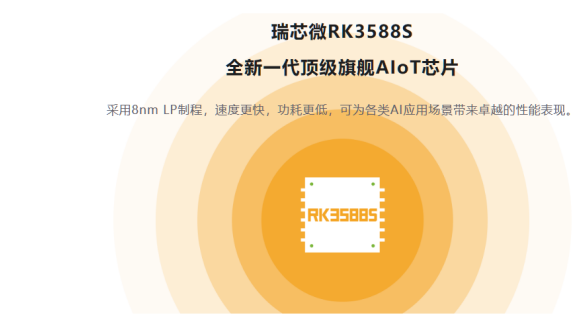 瑞芯微RK3588S
全新一代顶级旗舰AIoT芯片
采用8nm LP制程，速度更快，功耗更低，可为各类AI应用场景带来卓越的性能表现。
RK3588S